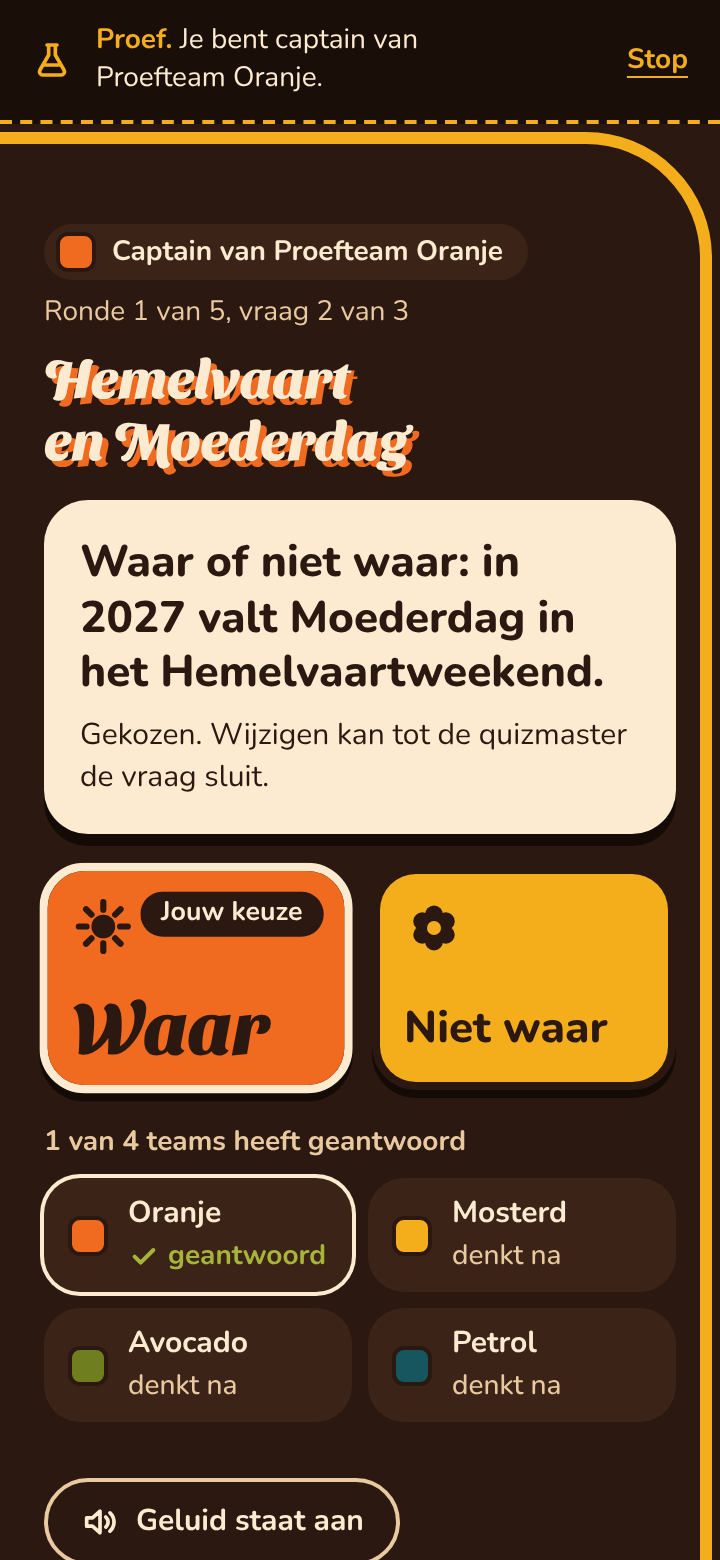 Proef. Je bent captain van
Proefteam Oranje.
Stop
Captain van Proefteam Oranje
Ronde 1 van 5, vraag 2 van 3
Hemelvaart
en Moederdag
Waar of niet waar: in
2027 valt Moederdag in
het Hemelvaartweekend.
Gekozen. Wijzigen kan tot de quizmaster
de vraag sluit.
Jouw keuze
Waar
Niet waar
1 van 4 teams heeft geantwoord
Oranje
geantwoord
Mosterd
denkt na
Avocado
denkt na
Petrol
denkt na
Geluid staat aan